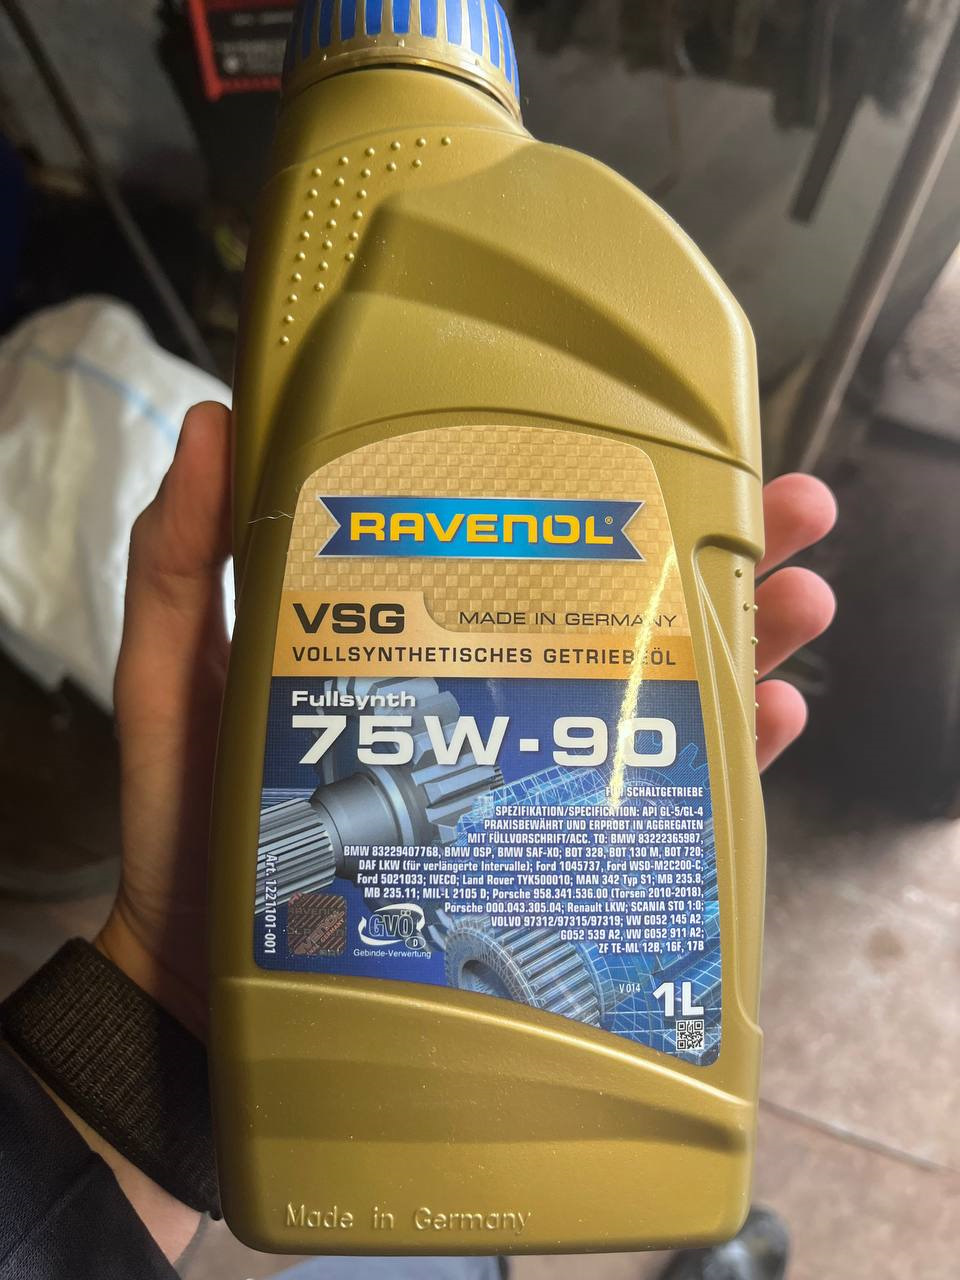 RAVENOL®
VSG
MADE IN GERMANY
VOLLSYNTHETISCHES GETRIEBEÖL
Fullsynth
75W-90
FÜR SCHALTGETRIEBE
SPEZIFIKATION/SPECIFICATION: API GL-5/GL-4
PRAXISBEWÄHRT UND ERPROBT IN AGGREGATEN
MIT FÜLLVORSCHRIFT/ACC. TO: BMW 8322236597,
BMW 83229407768, BMW OSP, BMW SAF-XO; BOT 328, BOT 130 M, BOT 720;
DAF LKW (für verlängerte Intervalle); Ford 1045737, Ford WSD-M2C200-C,
Ford 5021033; IVECO; Land Rover TYK500010; MAN 342 Typ S1; MB 235.8,
MB 235.11; MIL-L 2105 D; Porsche 958.341.536.00 (Torsen 2010-2018),
Porsche 000.043.305.04; Renault LKW; SCANIA STO 1:0;
VOLVO 97312/97315/97319; VW G052 145 A2,
G052 539 A2, VW G052 911 A2;
ZF TE-ML 12B, 16F, 17B
Art. 1221101-001
RAVENOL
GVÖ
D
Gebinde-Verwertung
V 014
1L
Made in Germany